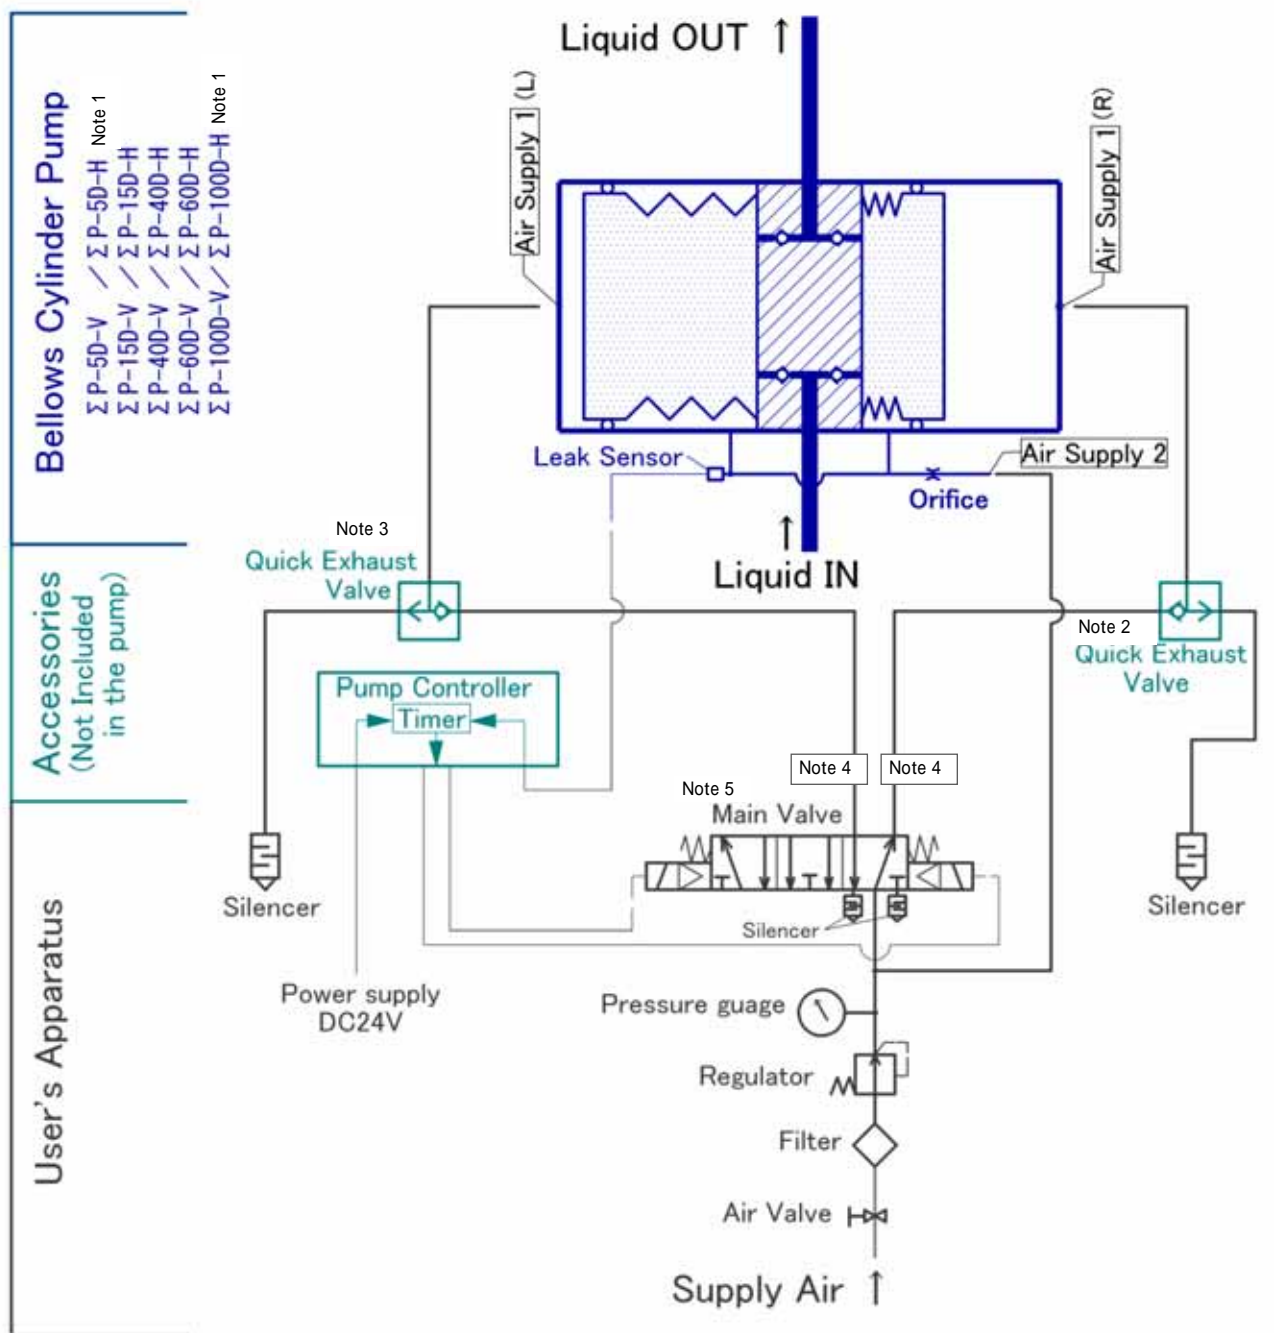 Liquid OUT ↑
Bellows Cylinder Pump
ΣP-5D-V / ΣP-5D-H Note 1
ΣP-15D-V / ΣP-15D-H
ΣP-40D-V / ΣP-40D-H
ΣP-60D-V / ΣP-60D-H
ΣP-100D-V/ ΣP-100D-H Note 1
Air Supply 1 (L)
Air Supply 1 (R)
Leak Sensor
Air Supply 2
Orifice
↑
Liquid IN
Accessories
(Not Included
in the pump)
Note 3
Quick Exhaust
Valve
Note 2
Quick Exhaust
Valve
Pump Controller
Timer
Note 4
Note 4
Note 5
Main Valve
Silencer
Silencer
Silencer
User's Apparatus
Power supply
DC24V
Pressure guage
Regulator
Filter
Air Valve
Supply Air ↑